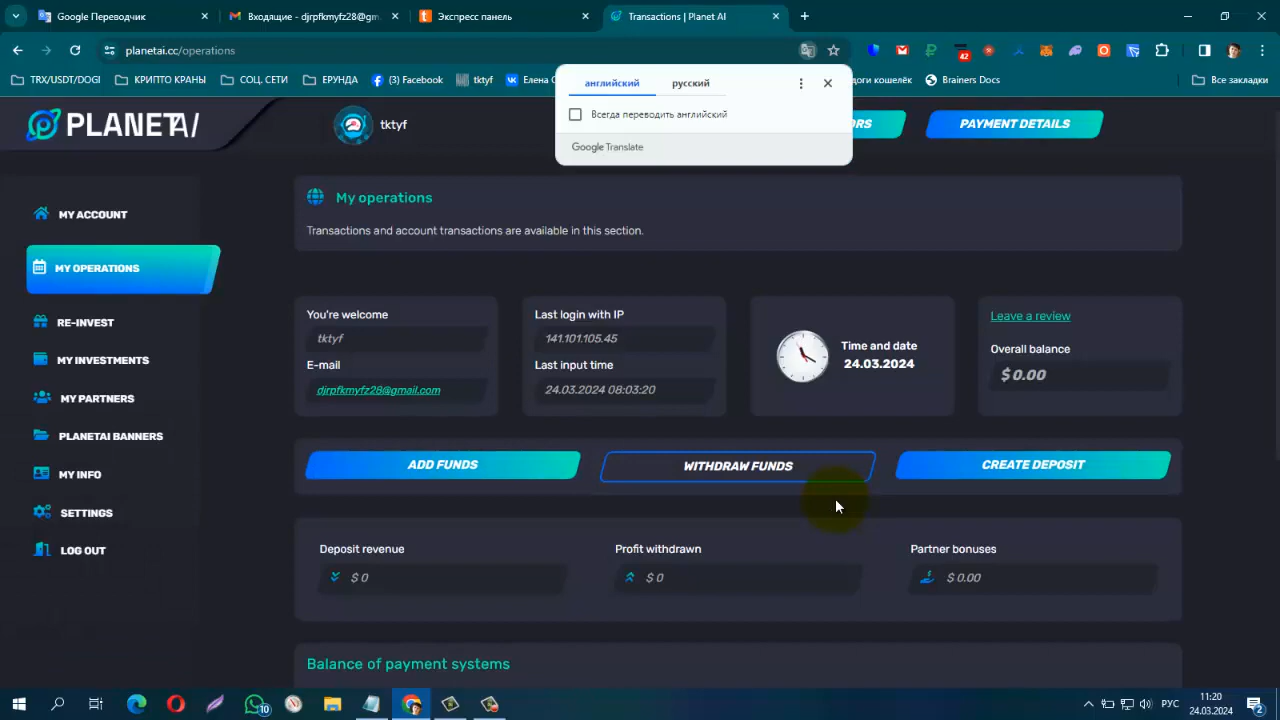 Google Переводчик
Входящие - djrpfkmyfz28@gm
Экспресс панель
Transactions | Planet AI
planetai.cc/operations
42
TRX/USDT/DOGI
КРИПТО КРАНЫ
СОЦ. СЕТИ
ЕРУНДА
(3) Facebook
tktyf
Елена С
доги кошелёк
Brainers Docs
Все закладки
английский
русский
Всегда переводить английский
Google Translate
PLANETAI
tktyf
ORS
PAYMENT DETAILS
MY ACCOUNT
MY OPERATIONS
RE-INVEST
MY INVESTMENTS
MY PARTNERS
PLANETAI BANNERS
MY INFO
SETTINGS
LOG OUT
My operations
Transactions and account transactions are available in this section.
You're welcome
tktyf
E-mail
djrpfkmyfz28@gmail.com
Last login with IP
141.101.105.45
Last input time
24.03.2024 08:03:20
Time and date
24.03.2024
Leave a review
Overall balance
$ 0.00
ADD FUNDS
WITHDRAW FUNDS
CREATE DEPOSIT
Deposit revenue
$ 0
Profit withdrawn
$ 0
Partner bonuses
$ 0.00
Balance of payment systems
10
РУС
11:20
24.03.2024
2